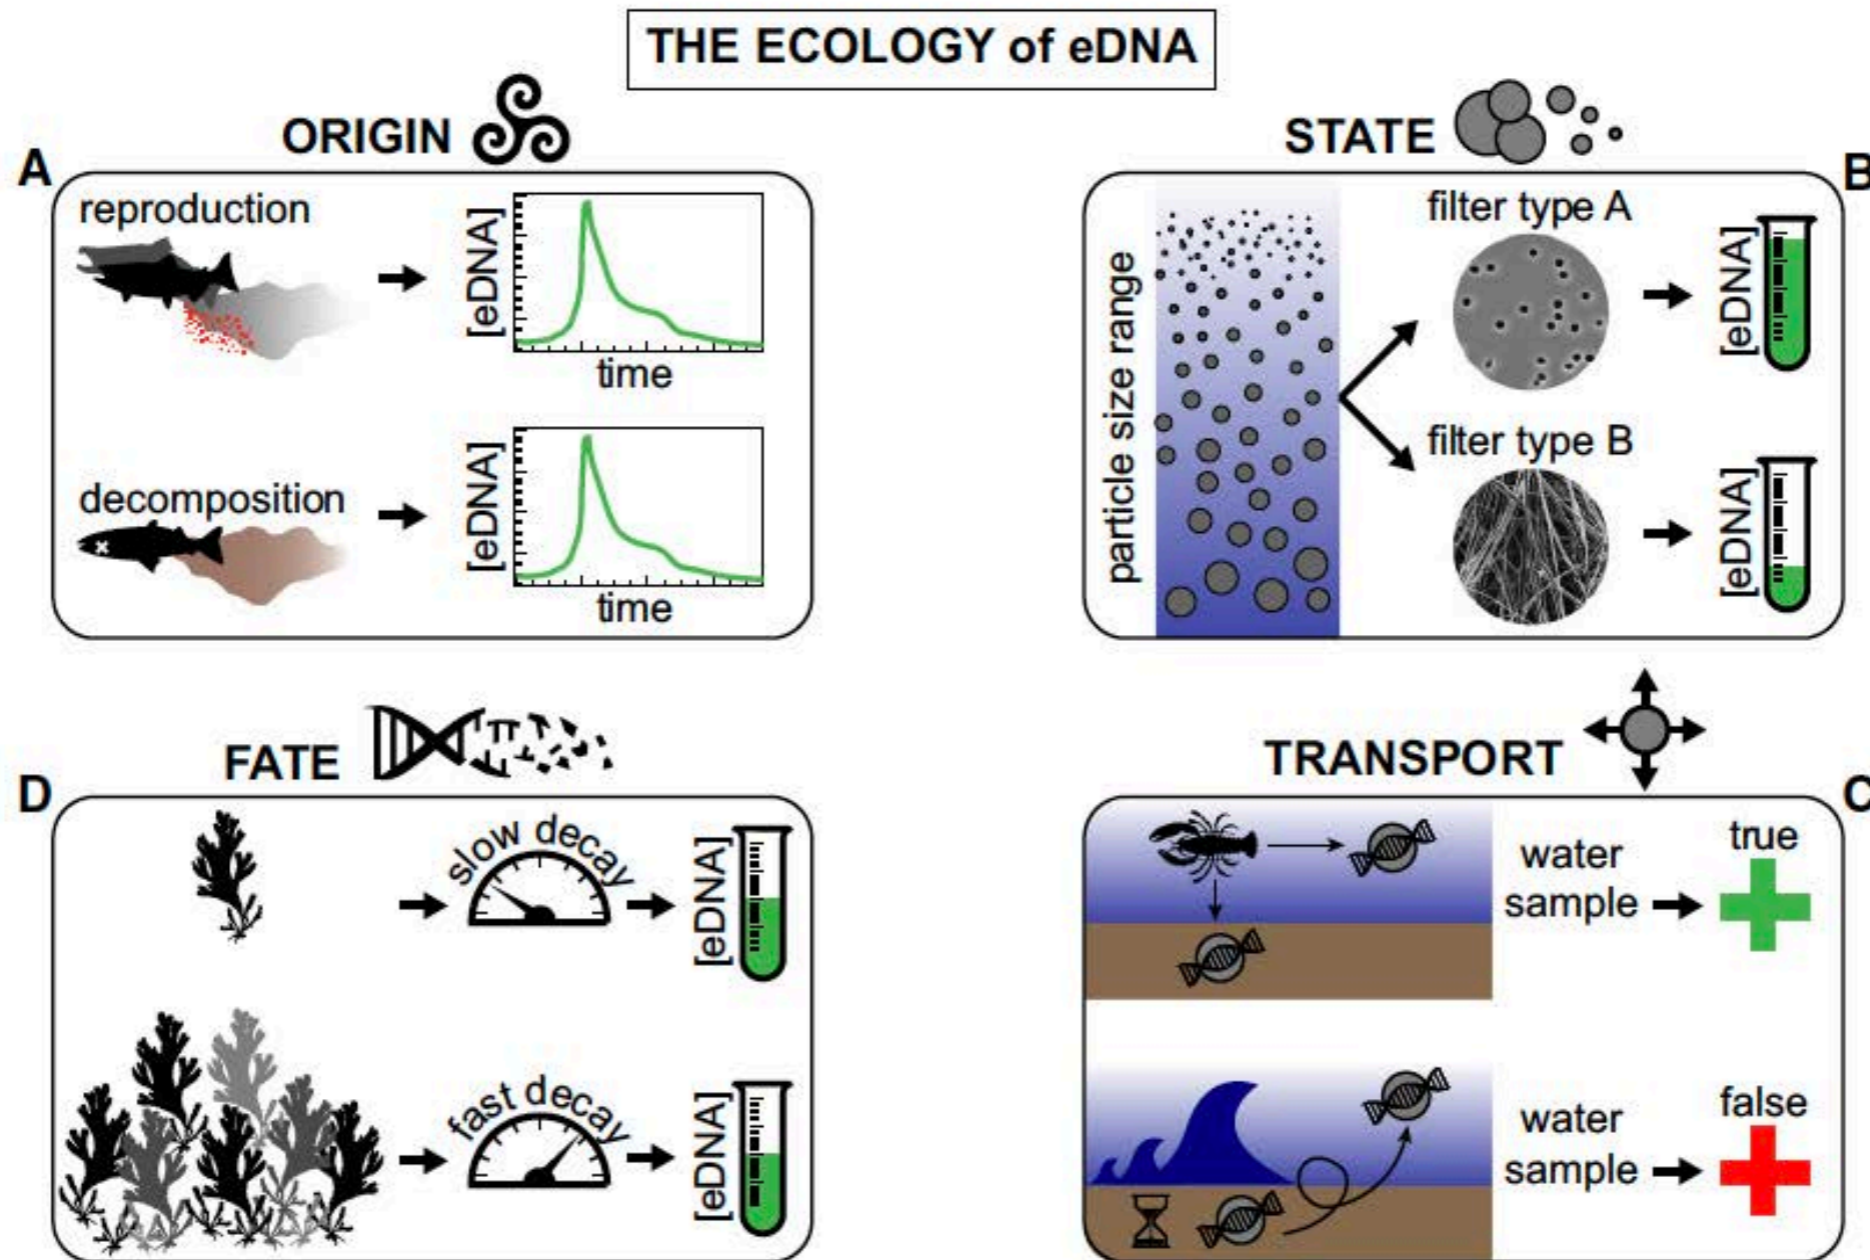 THE ECOLOGY of eDNA
ORIGIN
A
reproduction
[eDNA]
time
decomposition
[eDNA]
time
STATE
B
particle size range
filter type A
[eDNA]
filter type B
[eDNA]
FATE
D
slow decay
[eDNA]
fast decay
[eDNA]
TRANSPORT
C
water
sample
true
water
sample
false